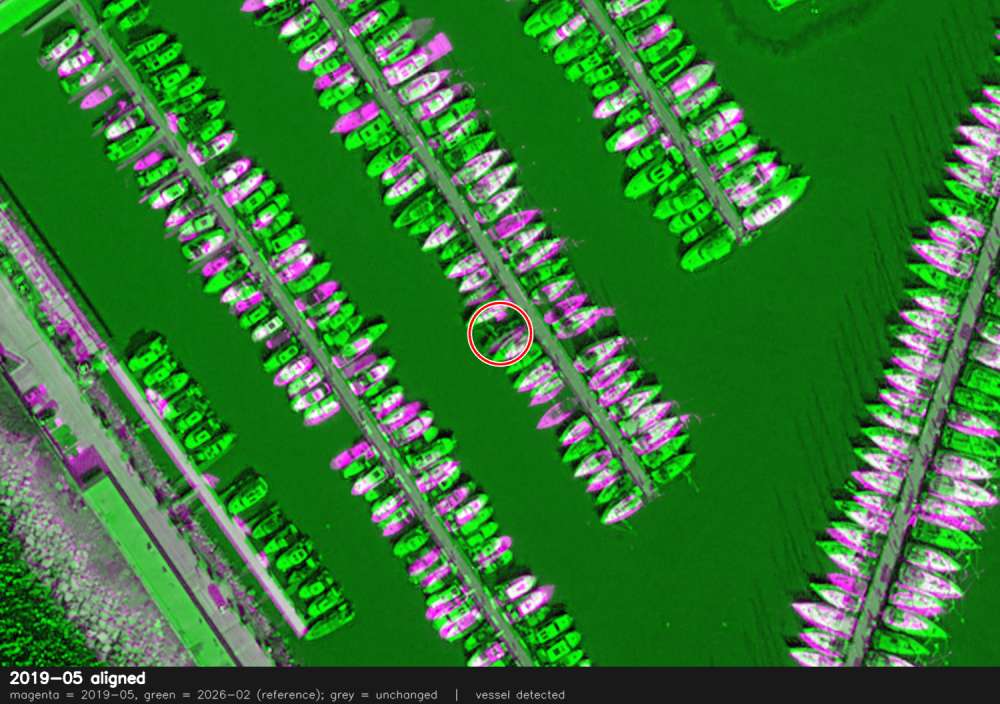 2019-05 aligned
magenta = 2019-05, green = 2026-02 (reference); grey = unchanged | vessel detected